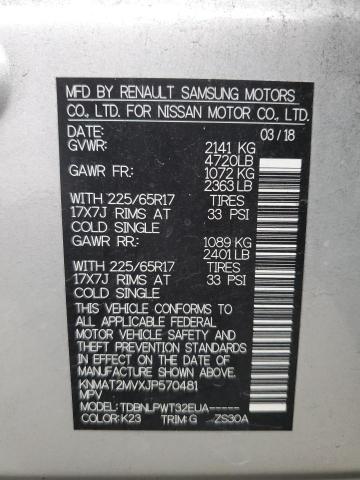 MFD BY RENAULT SAMSUNG MOTORS
CO., LTD. FOR NISSAN MOTOR CO., LTD.
DATE: 03/18
GVWR: 2141 KG
4720LB
GAWR FR: 1072 KG
2363LB
WITH 225/65R17 TIRES
17X7J RIMS AT 33 PSI
COLD SINGLE
GAWR RR: 1089 KG
2401 LB
WITH 225/65R17 TIRES
17X7J RIMS AT 33 PSI
COLD SINGLE
THIS VEHICLE CONFORMS TO
ALL APPLICABLE FEDERAL
MOTOR VEHICLE SAFETY AND
THEFT PREVENTION STANDARDS
IN EFFECT ON THE DATE OF
MANUFACTURE SHOWN ABOVE.
KNMAT2MVXJP570481
MPV
MODEL:TDBNLPWT32EUA-----
COLOR:K23 TRIM:G ZS30A